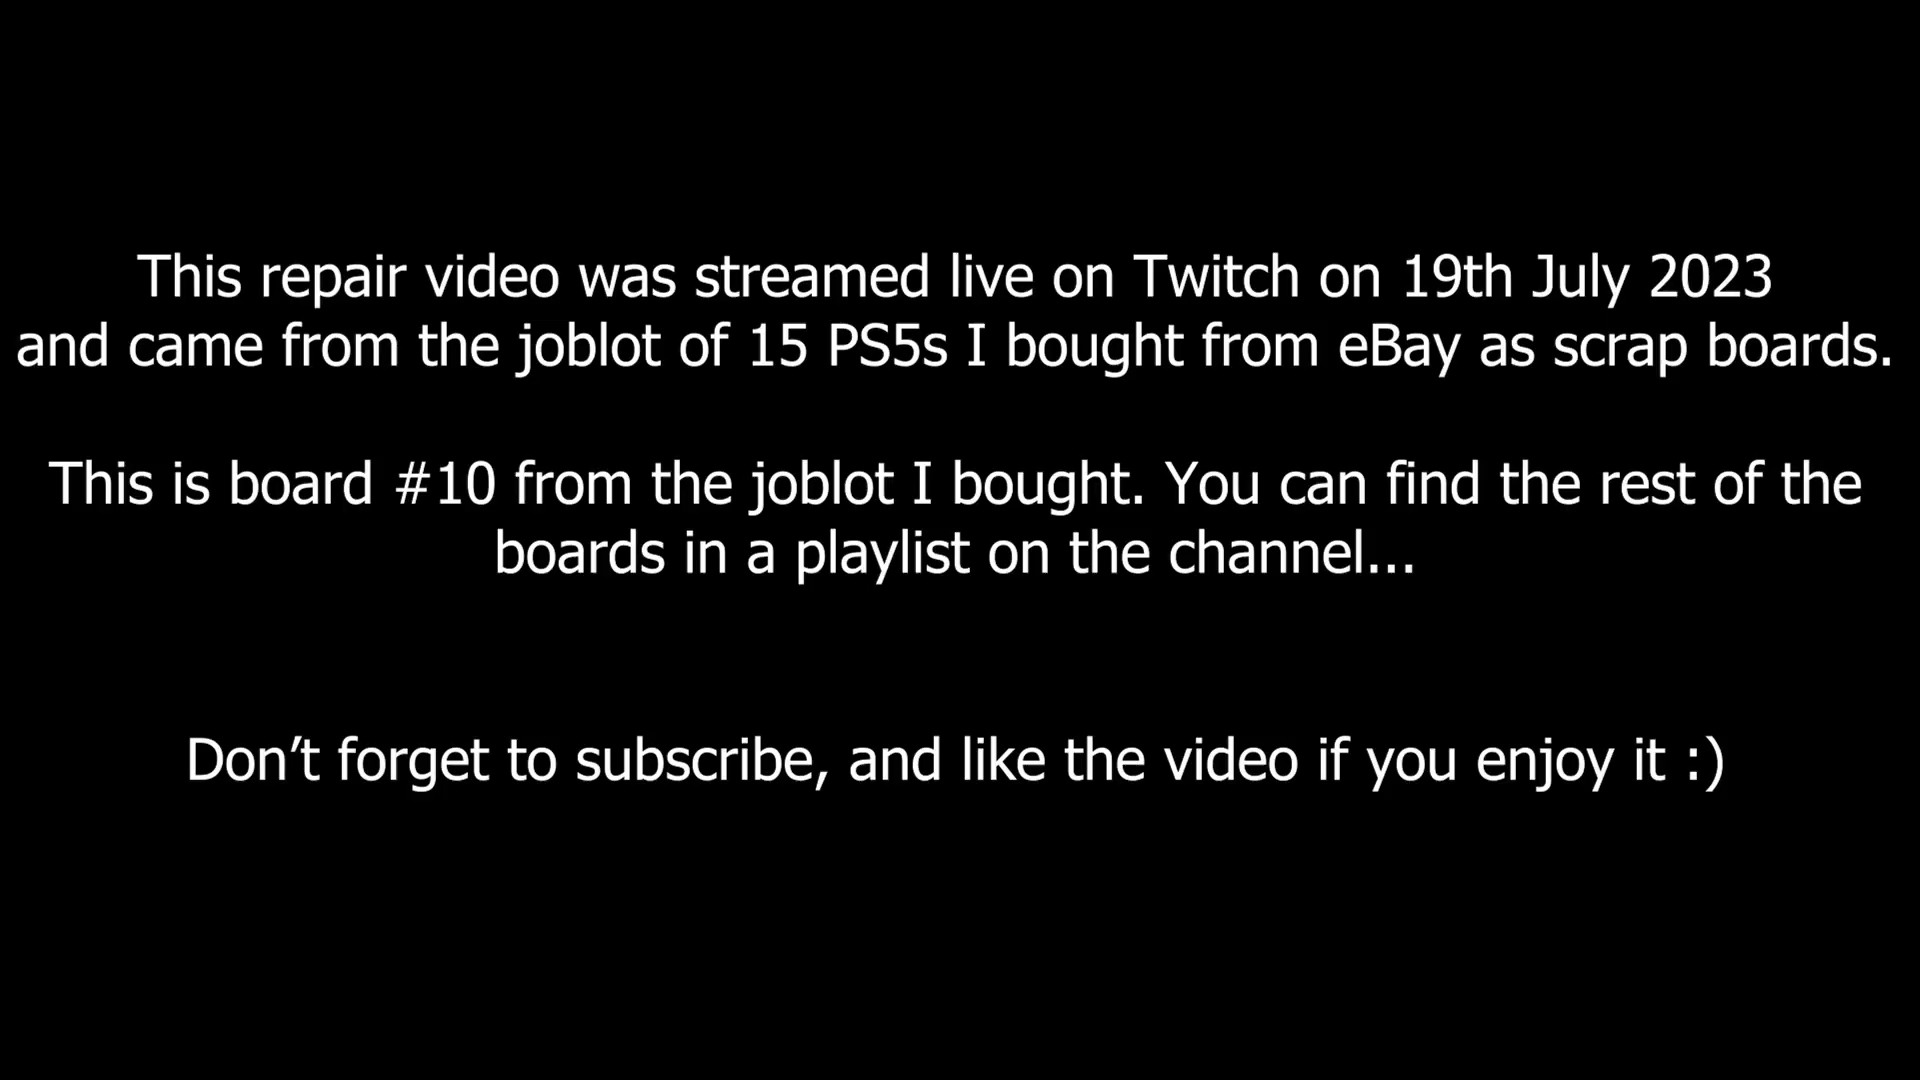 This repair video was streamed live on Twitch on 19th July 2023
and came from the joblot of 15 PS5s I bought from eBay as scrap boards.
This is board #10 from the joblot I bought. You can find the rest of the
boards in a playlist on the channel...
Don’t forget to subscribe, and like the video if you enjoy it :)